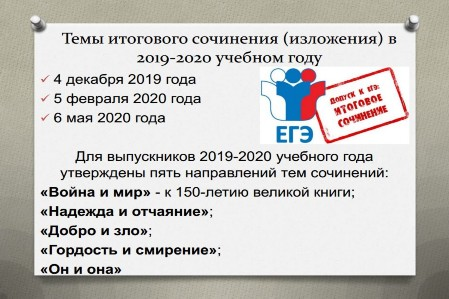 Темы итогового сочинения (изложения) в
2019-2020 учебном году
4 декабря 2019 года
5 февраля 2020 года
6 мая 2020 года
ЕГЭ
ДОПУСК К ЕГЭ:
ИТОГОВОЕ
СОЧИНЕНИЕ
Для выпускников 2019-2020 учебного года
утверждены пять направлений тем сочинений:
«Война и мир» - к 150-летию великой книги;
«Надежда и отчаяние»;
«Добро и зло»;
«Гордость и смирение»;
«Он и она»